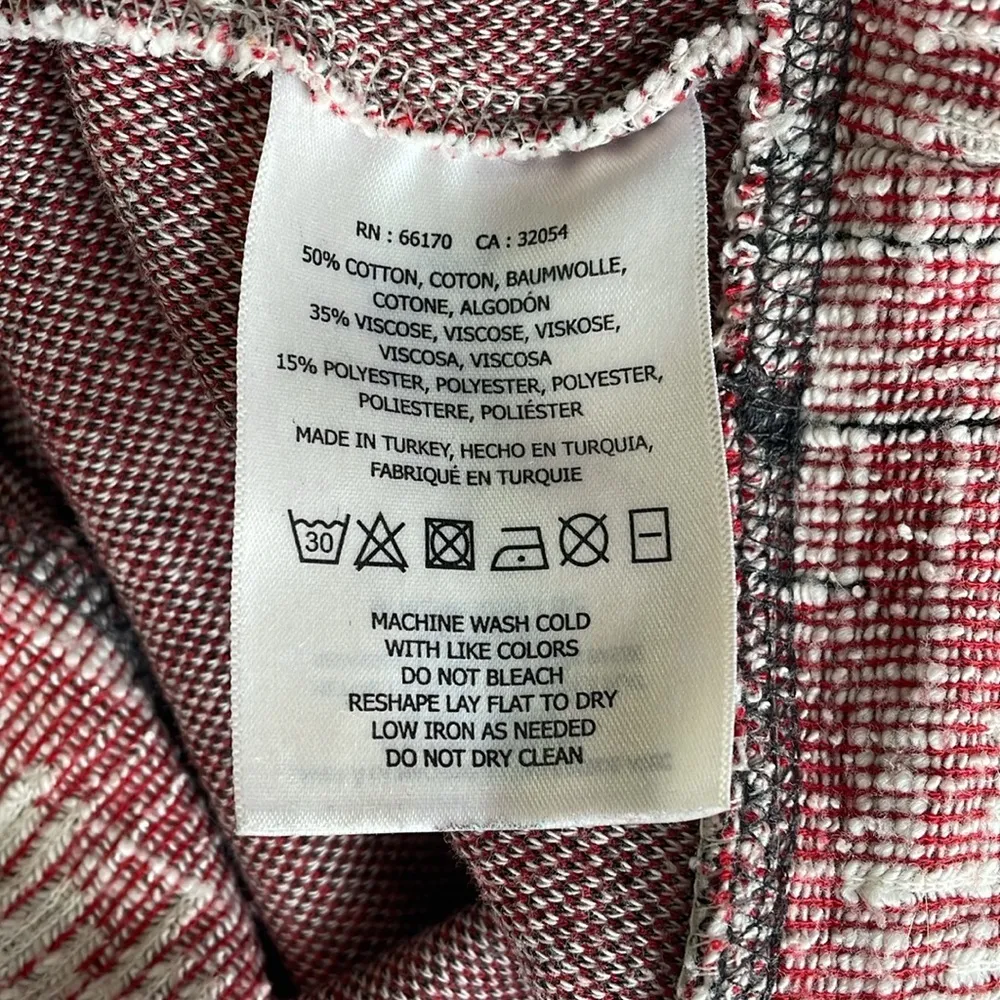 RN : 66170 CA : 32054
50% COTTON, COTON, BAUMWOLLE,
COTONE, ALGODÓN
35% VISCOSE, VISCOSE, VISKOSE,
VISCOSA, VISCOSA
15% POLYESTER, POLYESTER, POLYESTER,
POLIESTERE, POLIÉSTER
MADE IN TURKEY, HECHO EN TURQUIA,
FABRIQUÉ EN TURQUIE
30
MACHINE WASH COLD
WITH LIKE COLORS
DO NOT BLEACH
RESHAPE LAY FLAT TO DRY
LOW IRON AS NEEDED
DO NOT DRY CLEAN